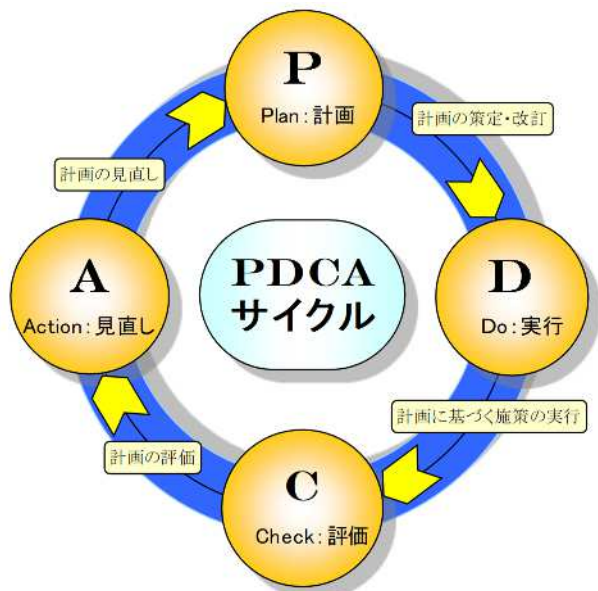 P
Plan：計画
計画の策定・改訂
計画の見直し
A
Action：見直し
PDCA
サイクル
D
Do：実行
計画に基づく施策の実行
計画の評価
C
Check：評価